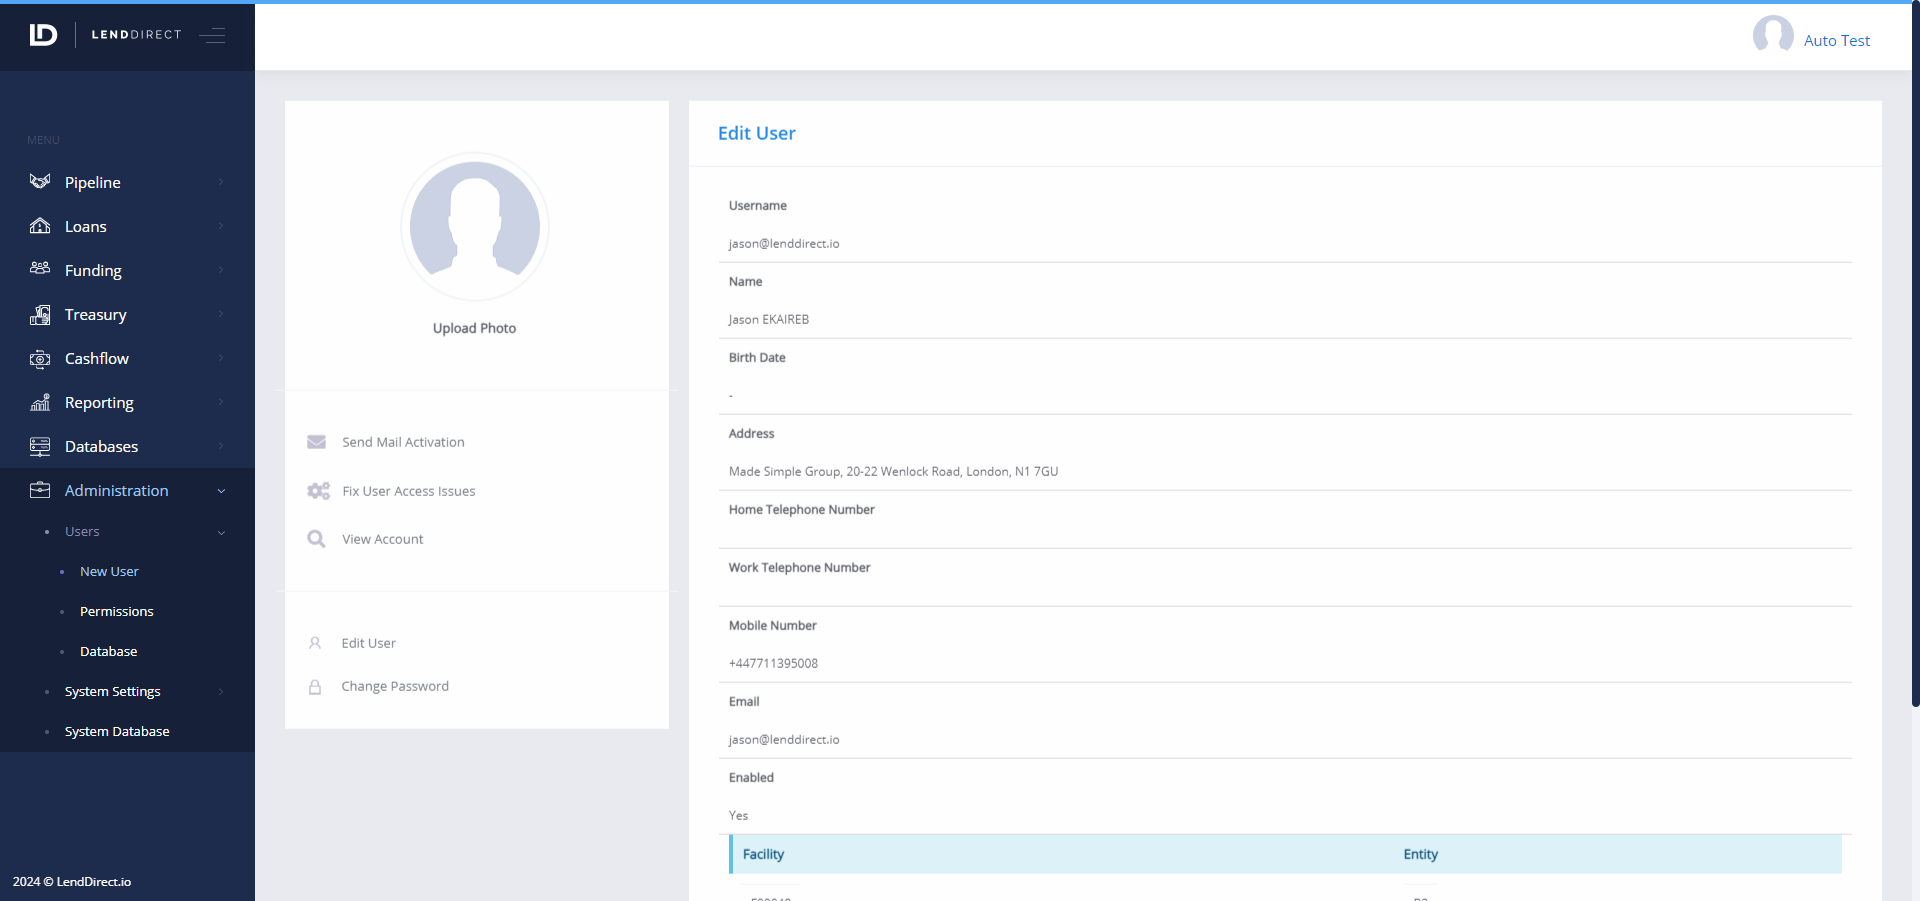 LD
LENDDIRECT
Auto Test
MENU
Pipeline
Loans
Funding
Treasury
Cashflow
Reporting
Databases
Administration
Users
New User
Permissions
Database
System Settings
System Database
2024 © LendDirect.io
Upload Photo
Send Mail Activation
Fix User Access Issues
View Account
Edit User
Change Password
Edit User
Username
jason@lenddirect.io
Name
Jason EKAIREB
Birth Date
-
Address
Made Simple Group, 20-22 Wenlock Road, London, N1 7GU
Home Telephone Number
Work Telephone Number
Mobile Number
+447711395008
Email
jason@lenddirect.io
Enabled
Yes
Facility Entity